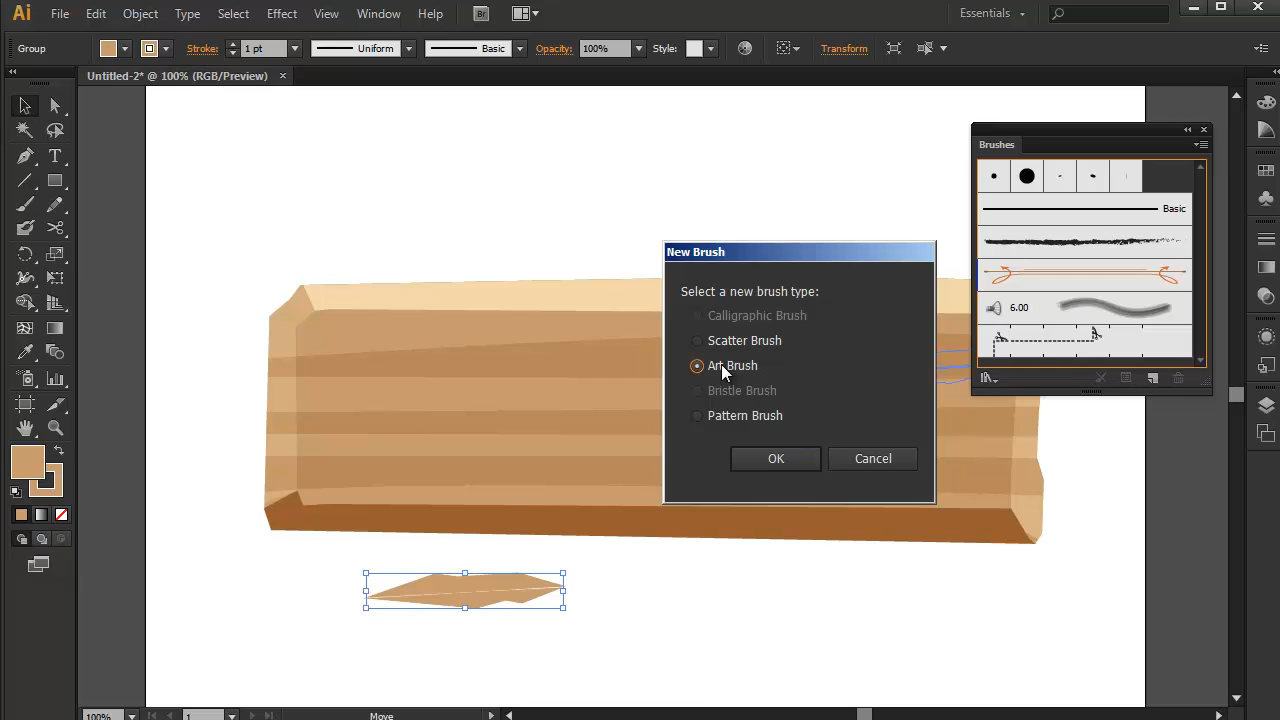 Ai File Edit Object Type Select Effect View Window Help Br Essentials
Group Stroke: 1 pt Uniform Basic Opacity: 100% Style: Transform
Untitled-2* @ 100% (RGB/Preview)
Brushes
Basic
6.00
New Brush
Select a new brush type:
Calligraphic Brush
Scatter Brush
Art Brush
Bristle Brush
Pattern Brush
OK Cancel
100% 1 Move